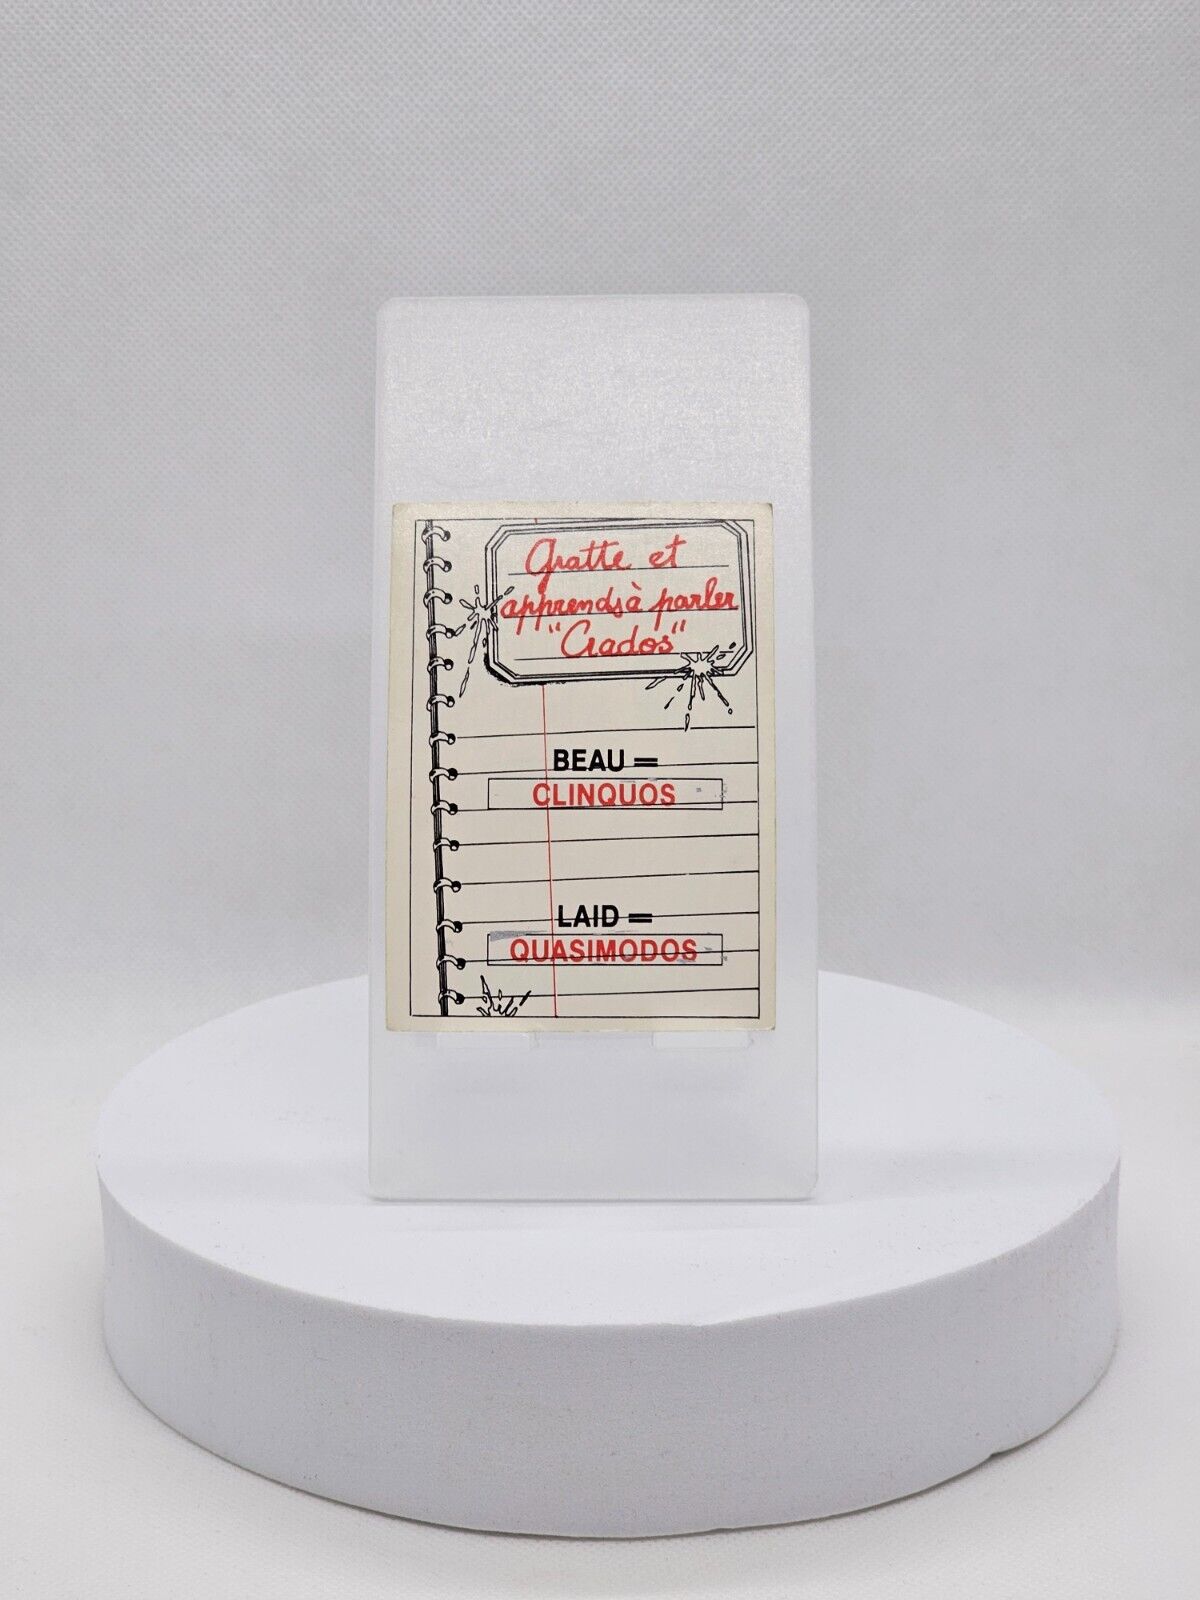 Gratte et
apprends à parler
"Crados"
BEAU =
CLINQUOS
LAID =
QUASIMODOS